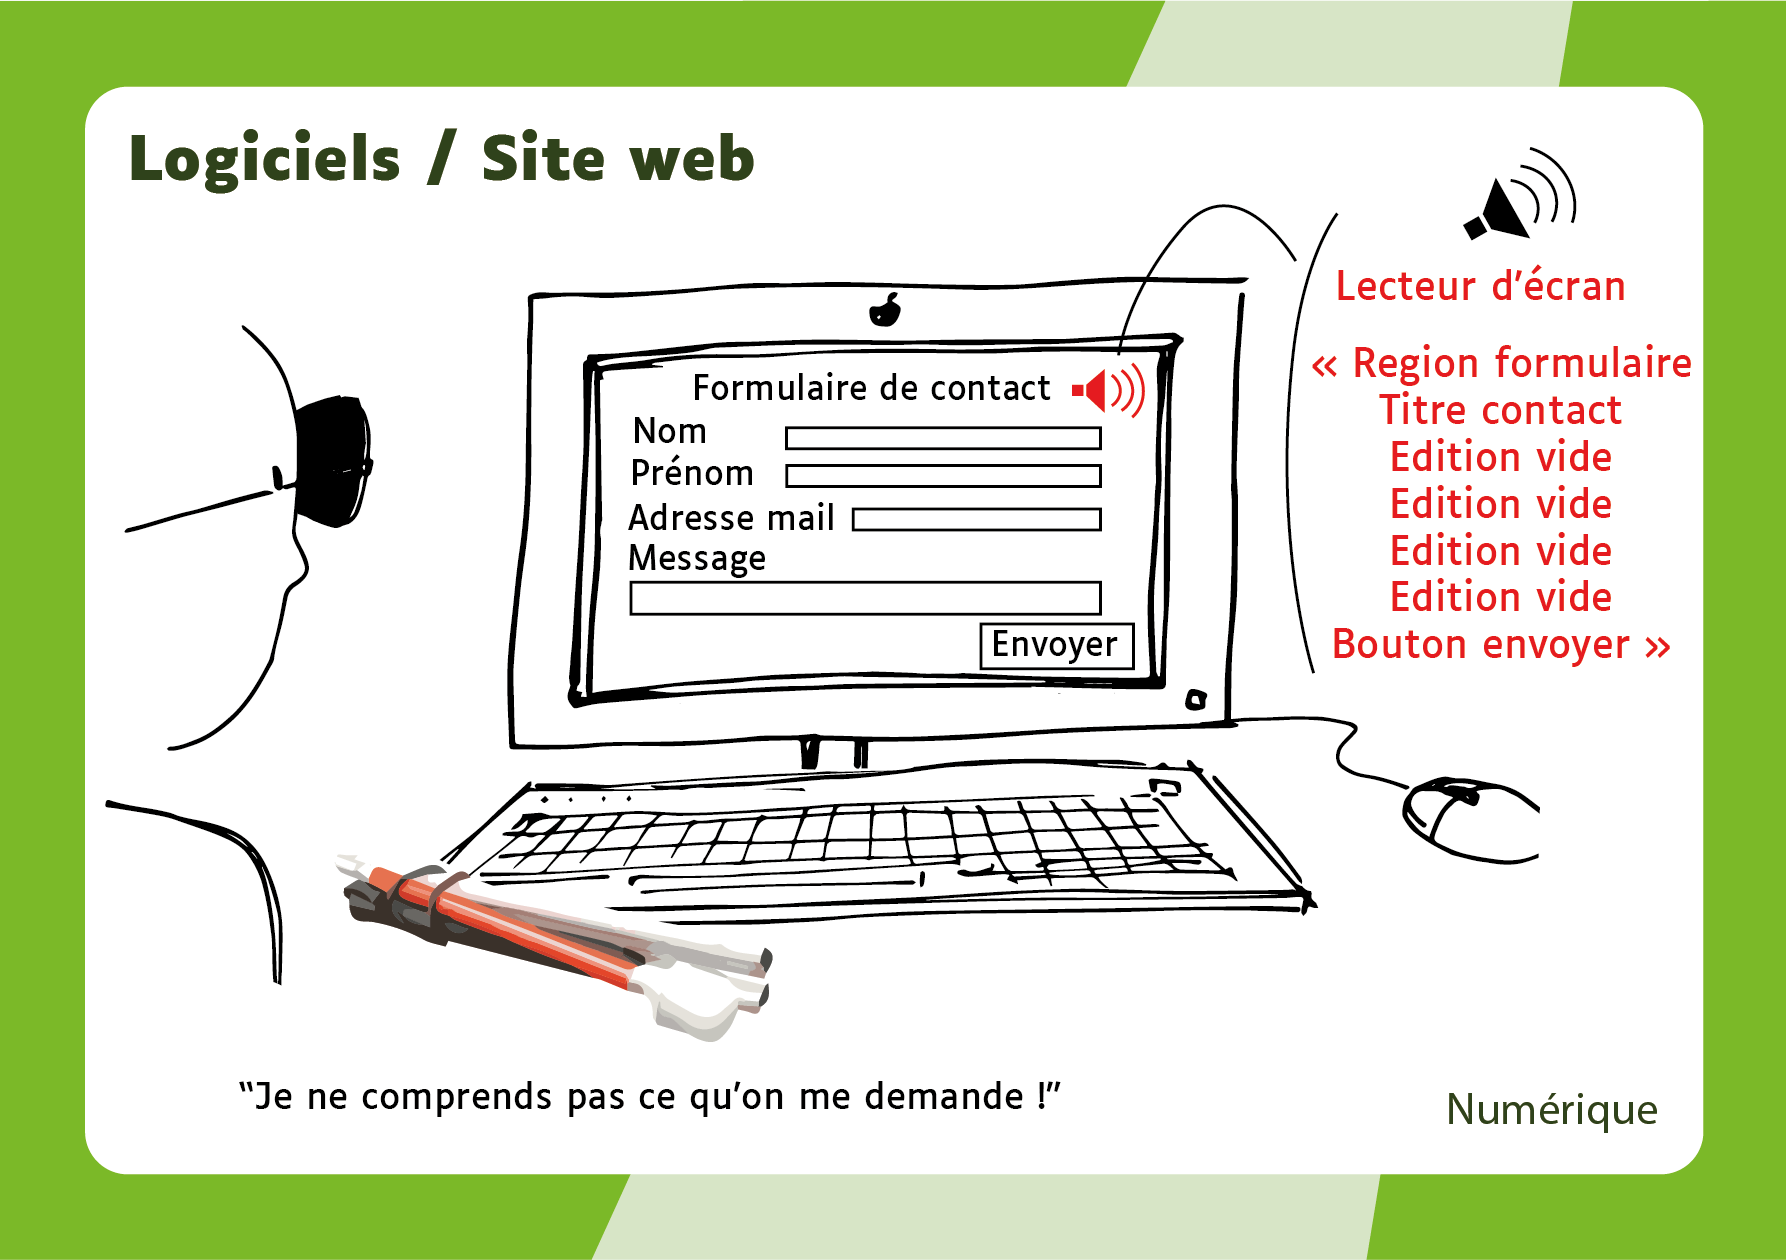 Logiciels / Site web
Lecteur d’écran
« Region formulaire
Titre contact
Edition vide
Edition vide
Edition vide
Edition vide
Bouton envoyer »
Formulaire de contact
Nom
Prénom
Adresse mail
Message
Envoyer
“Je ne comprends pas ce qu’on me demande !”
Numérique